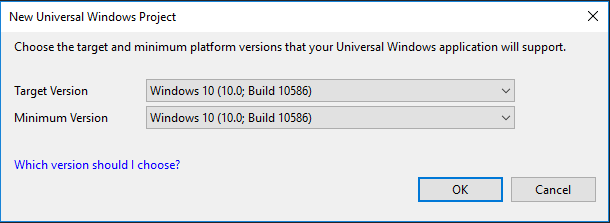 New Universal Windows Project
Choose the target and minimum platform versions that your Universal Windows application will support.
Target Version Windows 10 (10.0; Build 10586)
Minimum Version Windows 10 (10.0; Build 10586)
Which version should I choose?
OK Cancel